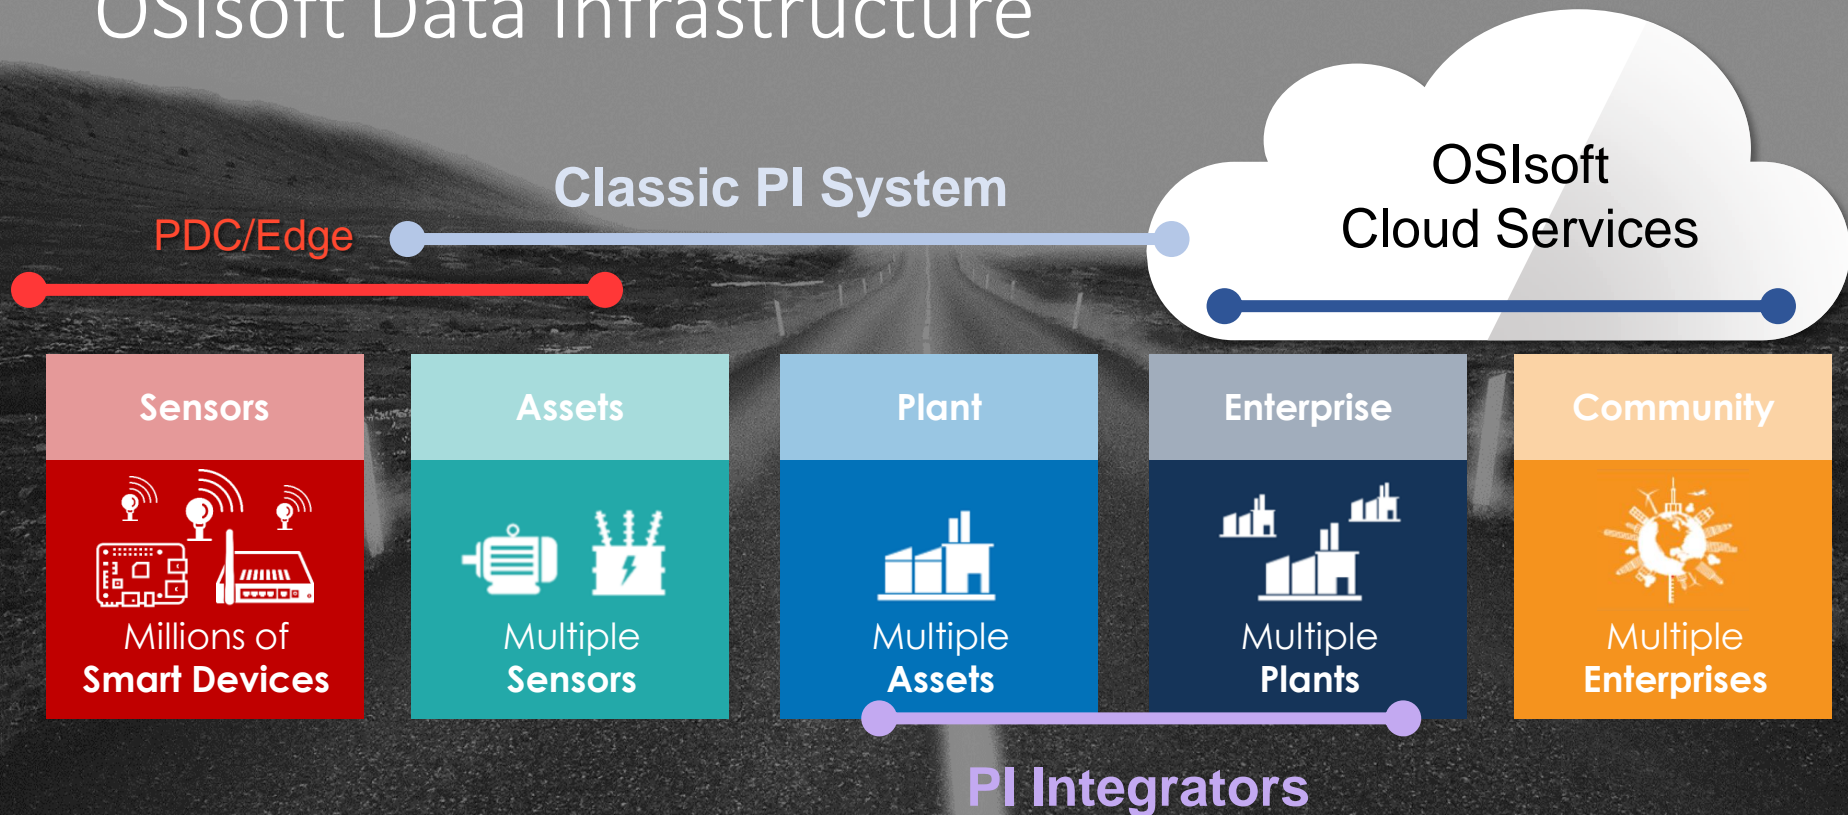 OSIsoft Data Infrastructure
Classic PI System
PDC/Edge
OSIsoft
Cloud Services
Sensors
Assets
Plant
Enterprise
Community
Millions of
Smart Devices
Multiple
Sensors
Multiple
Assets
Multiple
Plants
Multiple
Enterprises
PI Integrators